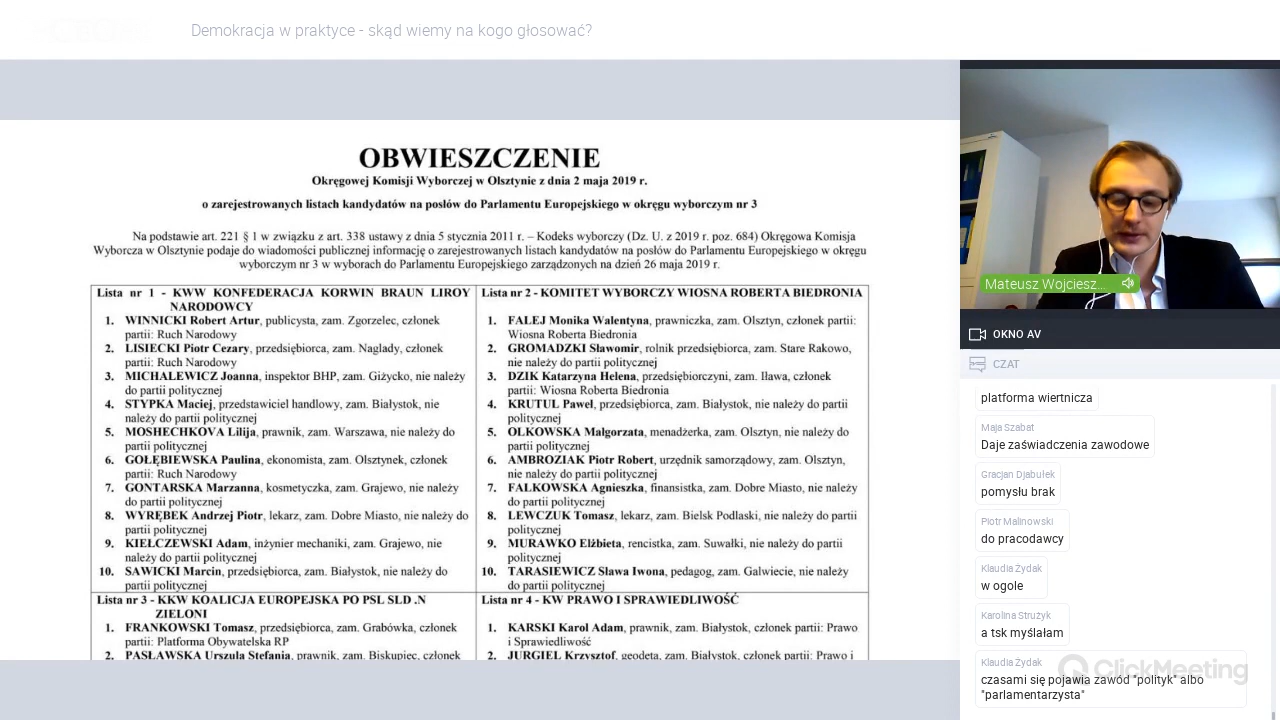 Demokracja w praktyce - skąd wiemy na kogo głosować?
OBWIESZCZENIE
Okręgowej Komisji Wyborczej w Olsztynie z dnia 2 maja 2019 r.
o zarejestrowanych listach kandydatów na posłów do Parlamentu Europejskiego w okręgu wyborczym nr 3
Na podstawie art. 221 § 1 w związku z art. 338 ustawy z dnia 5 stycznia 2011 r. – Kodeks wyborczy (Dz. U. z 2019 r. poz. 684) Okręgowa Komisja
Wyborcza w Olsztynie podaje do wiadomości publicznej informację o zarejestrowanych listach kandydatów na posłów do Parlamentu Europejskiego w okręgu
wyborczym nr 3 w wyborach do Parlamentu Europejskiego zarządzonych na dzień 26 maja 2019 r.
Lista nr 1 - KWW KONFEDERACJA KORWIN BRAUN LIROY
NARODOWCY
1. WINNICKI Robert Artur, publicysta, zam. Zgorzelec, członek
partii: Ruch Narodowy
2. LISIECKI Piotr Cezary, przedsiębiorca, zam. Naglady, członek
partii: Ruch Narodowy
3. MICHALEWICZ Joanna, inspektor BHP, zam. Giżycko, nie należy
do partii politycznej
4. STYPKA Maciej, przedstawiciel handlowy, zam. Białystok, nie
należy do partii politycznej
5. MOSHECHKOVA Lilija, prawnik, zam. Warszawa, nie należy do
partii politycznej
6. GOŁĘBIEWSKA Paulina, ekonomista, zam. Olsztynek, członek
partii: Ruch Narodowy
7. GONTARSKA Marzanna, kosmetyczka, zam. Grajewo, nie należy
do partii politycznej
8. WYRĘBEK Andrzej Piotr, lekarz, zam. Dobre Miasto, nie należy do
partii politycznej
9. KIEŁCZEWSKI Adam, inżynier mechaniki, zam. Grajewo, nie
należy do partii politycznej
10. SAWICKI Marcin, przedsiębiorca, zam. Białystok, nie należy do
partii politycznej
Lista nr 2 - KOMITET WYBORCZY WIOSNA ROBERTA BIEDRONIA
1. FALEJ Monika Walentyna, prawniczka, zam. Olsztyn, członek partii:
Wiosna Roberta Biedronia
2. GROMADZKI Sławomir, rolnik przedsiębiorca, zam. Stare Rakowo,
nie należy do partii politycznej
3. DZIK Katarzyna Helena, przedsiębiorczyni, zam. Iława, członek
partii: Wiosna Roberta Biedronia
4. KRUTUL Paweł, przedsiębiorca, zam. Białystok, nie należy do partii
politycznej
5. OLKOWSKA Małgorzata, menadżerka, zam. Olsztyn, nie należy do
partii politycznej
6. AMBROZIAK Piotr Robert, urzędnik samorządowy, zam. Olsztyn,
nie należy do partii politycznej
7. FALKOWSKA Agnieszka, finansistka, zam. Dobre Miasto, nie należy
do partii politycznej
8. LEWCZUK Tomasz, lekarz, zam. Bielsk Podlaski, nie należy do partii
politycznej
9. MURAWKO Elżbieta, rencistka, zam. Suwałki, nie należy do partii
politycznej
10. TARASIEWICZ Sława Iwona, pedagog, zam. Gałwiecie, nie należy
do partii politycznej
Lista nr 3 - KKW KOALICJA EUROPEJSKA PO PSL SLD .N
ZIELONI
1. FRANKOWSKI Tomasz, przedsiębiorca, zam. Grabówka, członek
partii: Platforma Obywatelska RP
2. PASŁAWSKA Urszula Stefania, prawnik, zam. Biskupiec, członek
Lista nr 4 - KW PRAWO I SPRAWIEDLIWOŚĆ
1. KARSKI Karol Adam, prawnik, zam. Białystok, członek partii: Prawo
i Sprawiedliwość
2. JURGIEL Krzysztof, geodeta, zam. Białystok, członek partii: Prawo i
Mateusz Wojciesz...
OKNO AV
CZAT
platforma wiertnicza
Maja Szabat
Daje zaświadczenia zawodowe
Gracjan Djabułek
pomysłu brak
Piotr Malinowski
do pracodawcy
Klaudia Żydak
w ogole
Karolina Strużyk
a tsk myślałam
Klaudia Żydak
czasami się pojawia zawód "polityk" albo
"parlamentarzysta"
ClickMeeting